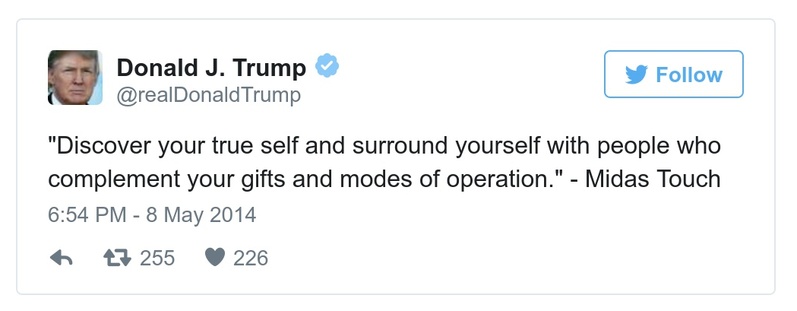 Donald J. Trump
@realDonaldTrump
Follow
"Discover your true self and surround yourself with people who
complement your gifts and modes of operation." - Midas Touch
6:54 PM - 8 May 2014
255 226